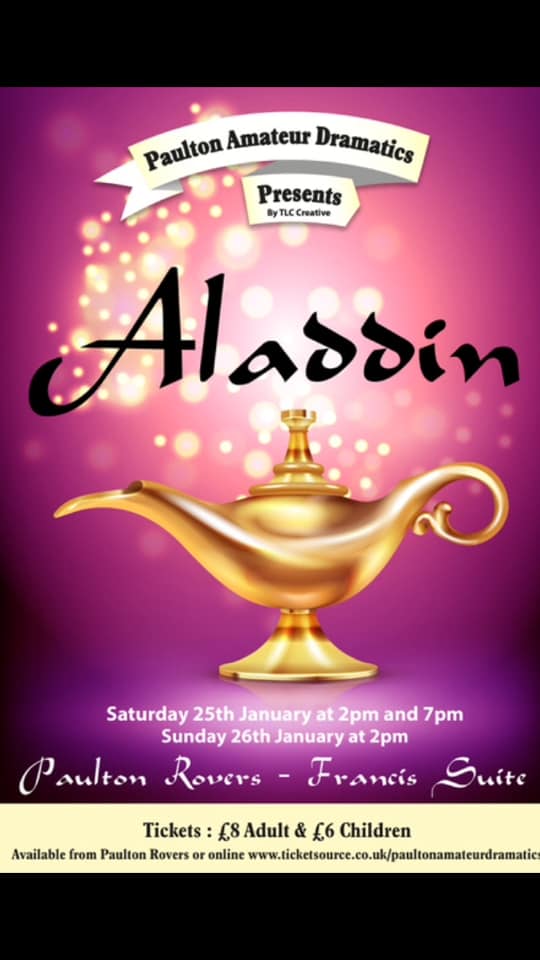 Paulton Amateur Dramatics
Presents
By TLC Creative
Aladdin
Saturday 25th January at 2pm and 7pm
Sunday 26th January at 2pm
Paulton Rovers - Francis Suite
Tickets : £8 Adult & £6 Children
Available from Paulton Rovers or online www.ticketsource.co.uk/paultonamateurdramatics